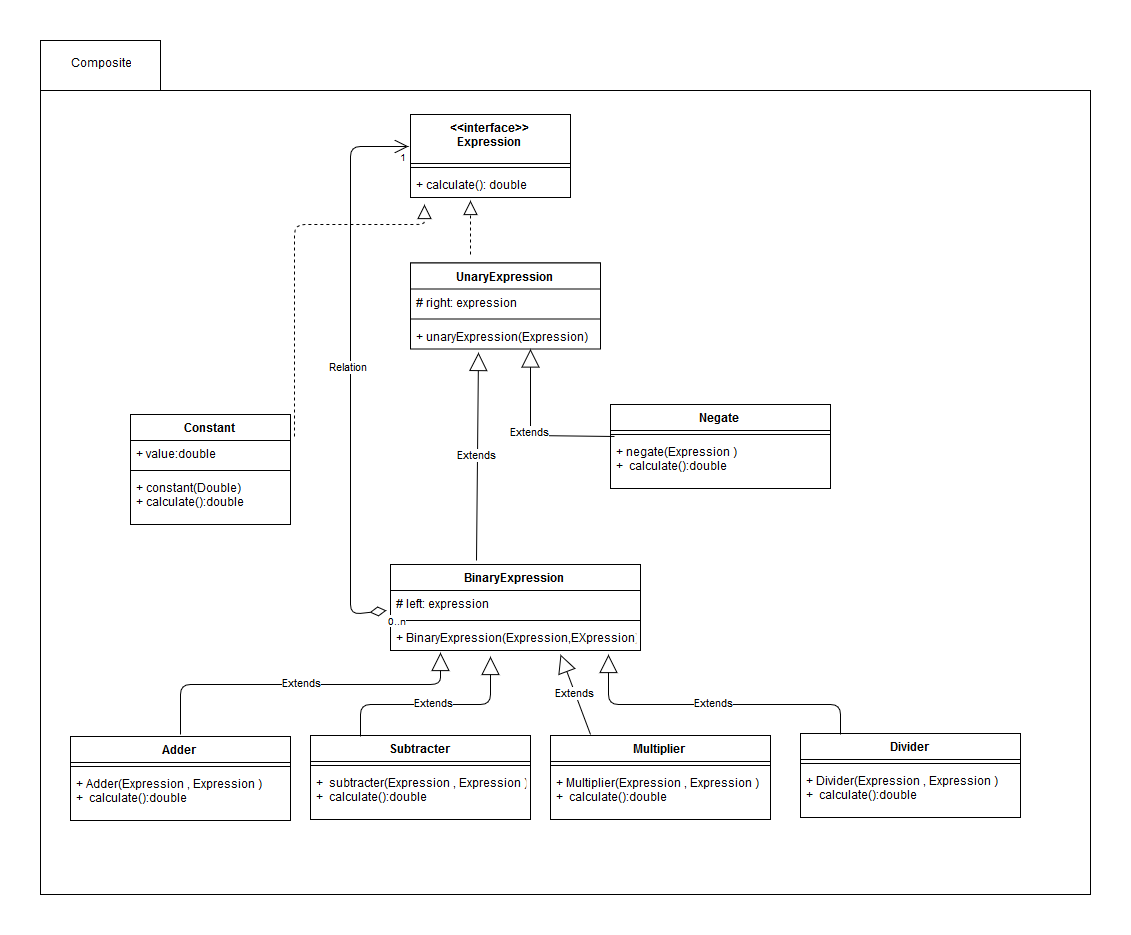 Composite
<<interface>>
Expression
1
+ calculate(): double
UnaryExpression
# right: expression
+ unaryExpression(Expression)
Relation
Constant
+ value:double
+ constant(Double)
+ calculate():double
Extends
Extends
Negate
+ negate(Expression )
+ calculate():double
BinaryExpression
# left: expression
0..n
+ BinaryExpression(Expression,EXpression
Extends
Extends
Extends
Extends
Adder
+ Adder(Expression , Expression )
+ calculate():double
Subtracter
+ subtracter(Expression , Expression )
+ calculate():double
Multiplier
+ Multiplier(Expression , Expression )
+ calculate():double
Divider
+ Divider(Expression , Expression )
+ calculate():double